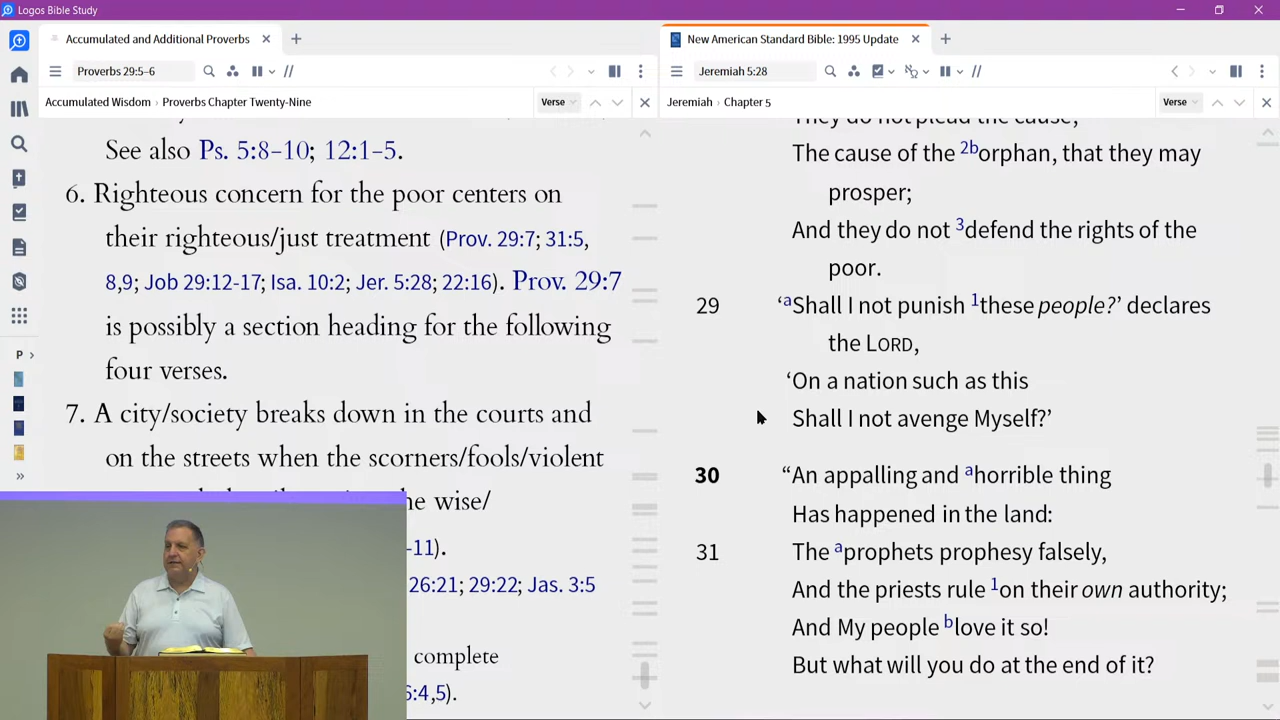 Logos Bible Study
Accumulated and Additional Proverbs
New American Standard Bible: 1995 Update
Proverbs 29:5–6
Jeremiah 5:28
Accumulated Wisdom › Proverbs Chapter Twenty-Nine
Verse
Jeremiah › Chapter 5
Verse
See also Ps. 5:8–10; 12:1–5.
6. Righteous concern for the poor centers on
their righteous/just treatment (Prov. 29:7; 31:5,
8,9; Job 29:12-17; Isa. 10:2; Jer. 5:28; 22:16). Prov. 29:7
is possibly a section heading for the following
four verses.
7. A city/society breaks down in the courts and
on the streets when the scorners/fools/violent
he wise/
-11).
26:21; 29:22; Jas. 3:5
complete
6:4,5).
P
They do not plead the cause,
The cause of the 2b orphan, that they may
prosper;
And they do not 3defend the rights of the
poor.
29 ‘aShall I not punish 1these people?’ declares
the LORD,
‘On a nation such as this
Shall I not avenge Myself?’
30 “An appalling and ahorrible thing
Has happened in the land:
31 The aprophets prophesy falsely,
And the priests rule 1on their own authority;
And My people blove it so!
But what will you do at the end of it?